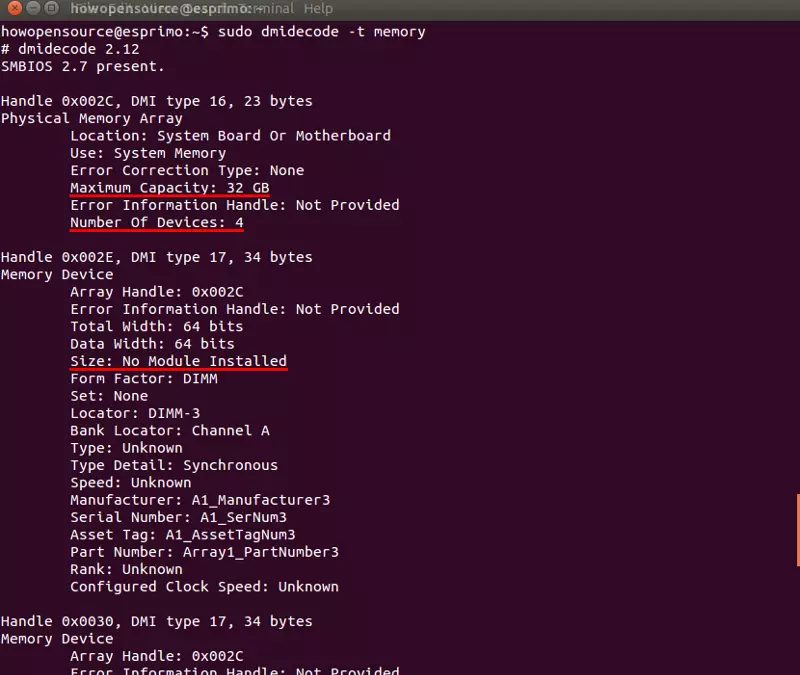 howopensource@esprimo: ~ Terminal Help
howopensource@esprimo:~$ sudo dmidecode -t memory
# dmidecode 2.12
SMBIOS 2.7 present.
Handle 0x002C, DMI type 16, 23 bytes
Physical Memory Array
Location: System Board Or Motherboard
Use: System Memory
Error Correction Type: None
Maximum Capacity: 32 GB
Error Information Handle: Not Provided
Number Of Devices: 4
Handle 0x002E, DMI type 17, 34 bytes
Memory Device
Array Handle: 0x002C
Error Information Handle: Not Provided
Total Width: 64 bits
Data Width: 64 bits
Size: No Module Installed
Form Factor: DIMM
Set: None
Locator: DIMM-3
Bank Locator: Channel A
Type: Unknown
Type Detail: Synchronous
Speed: Unknown
Manufacturer: A1_Manufacturer3
Serial Number: A1_SerNum3
Asset Tag: A1_AssetTagNum3
Part Number: Array1_PartNumber3
Rank: Unknown
Configured Clock Speed: Unknown
Handle 0x0030, DMI type 17, 34 bytes
Memory Device
Array Handle: 0x002C
Error Information Handle: Not Provided